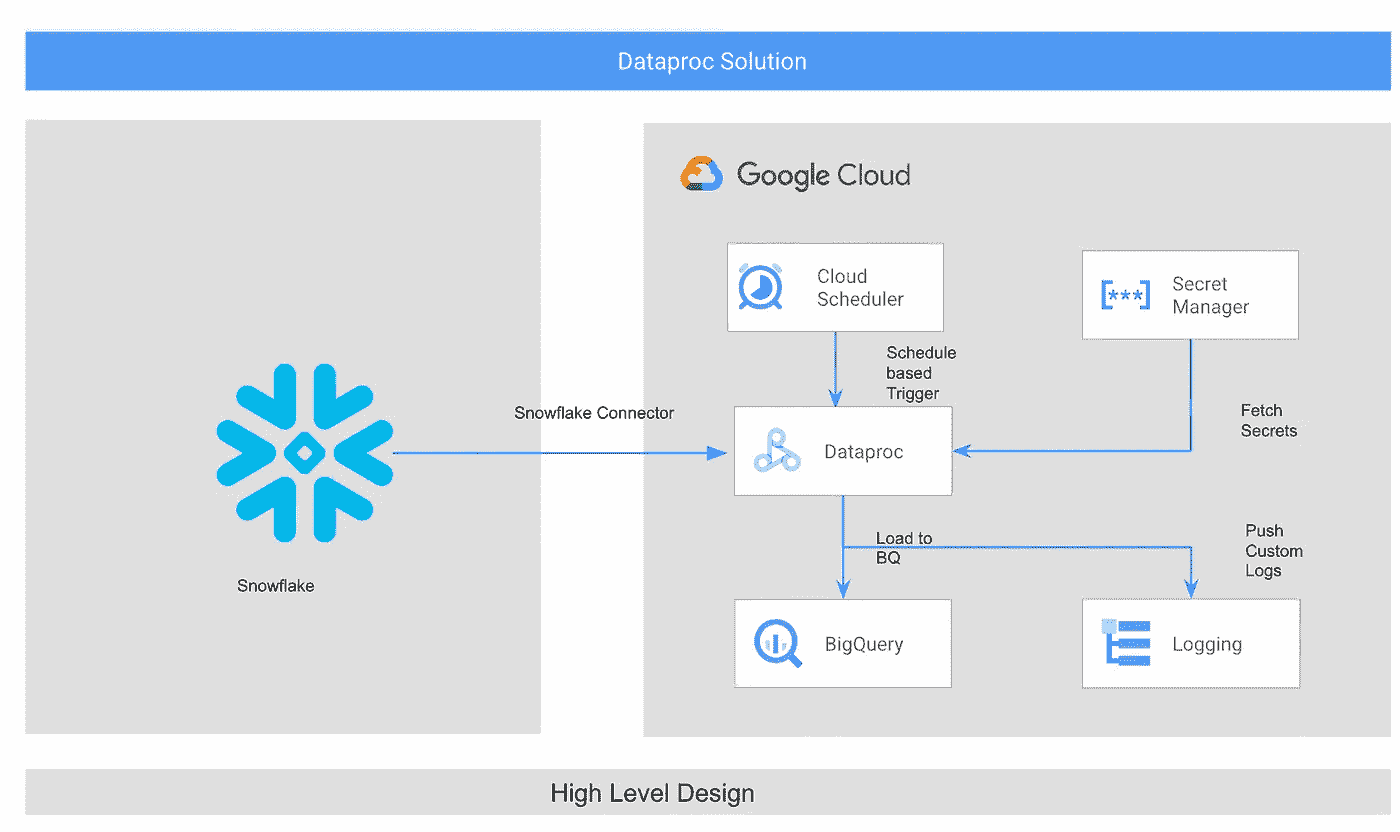 Dataproc Solution
Google Cloud
Cloud
Scheduler
[***]
Secret
Manager
Schedule
based
Trigger
Snowflake Connector
Fetch
Secrets
Dataproc
Load to
BQ
Push
Custom
Logs
Snowflake
BigQuery
Logging
High Level Design